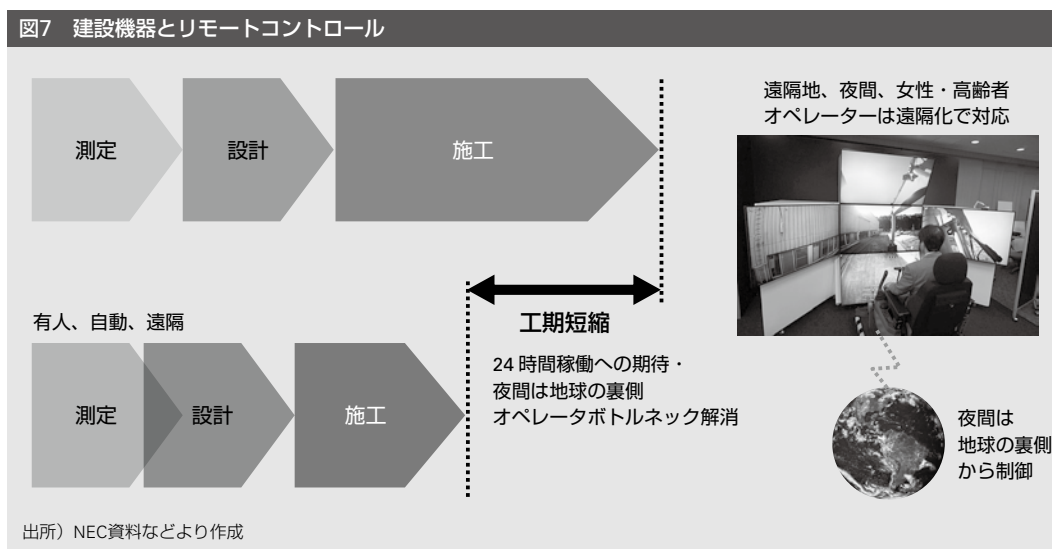 図7　建設機器とリモートコントロール
測定
設計
施工
遠隔地、夜間、女性・高齢者
オペレーターは遠隔化で対応
有人、自動、遠隔
測定
設計
施工
工期短縮
24 時間稼働への期待・
夜間は地球の裏側
オペレータボトルネック解消
夜間は
地球の裏側
から制御
出所）NEC資料などより作成